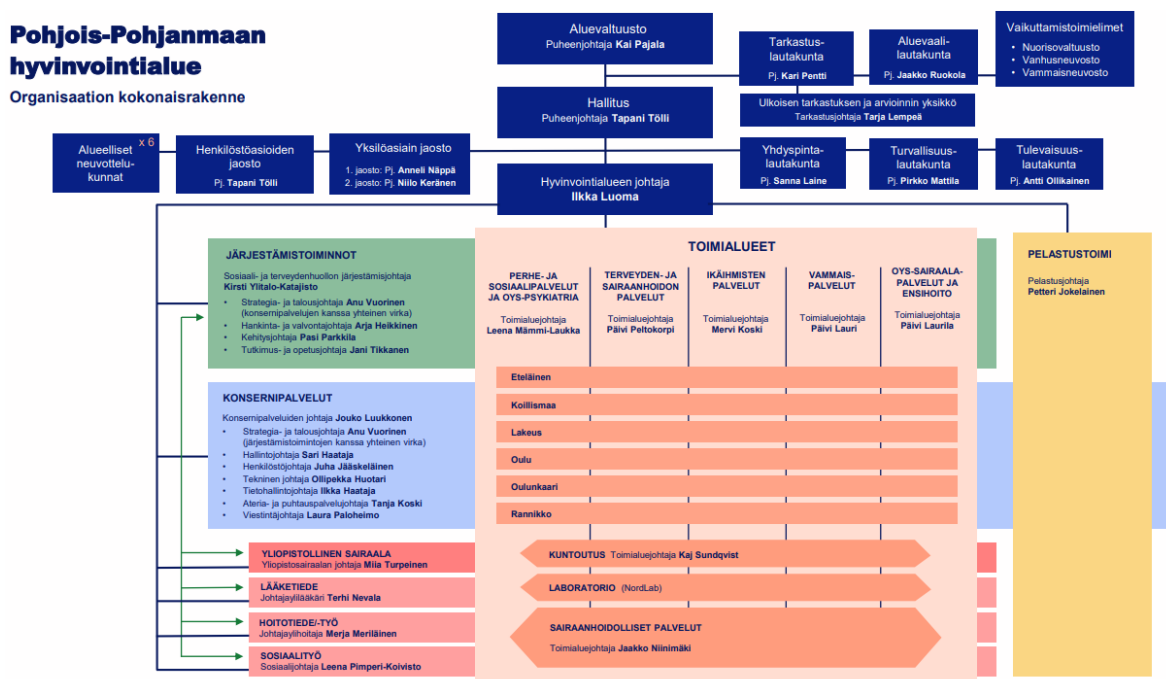 Pohjois-Pohjanmaan
hyvinvointialue
Organisaation kokonaisrakenne
Aluevaltuusto
Puheenjohtaja Kai Pajala
Tarkastus-
lautakunta
Pj. Kari Pentti
Aluevaali-
lautakunta
Pj. Jaakko Ruokola
Vaikuttamistoimielimet
• Nuorisovaltuusto
• Vanhusneuvosto
• Vammaisneuvosto
Hallitus
Puheenjohtaja Tapani Tölli
Ulkoisen tarkastuksen ja arvioinnin yksikkö
Tarkastusjohtaja Tarja Lempeä
x 6
Alueelliset
neuvottelu-
kunnat
Henkilöstöasioiden
jaosto
Pj. Tapani Tölli
Yksilöasiain jaosto
1. jaosto: Pj. Anneli Näppä
2. jaosto: Pj. Niilo Keränen
Yhdyspinta-
lautakunta
Pj. Sanna Laine
Turvallisuus-
lautakunta
Pj. Pirkko Mattila
Tulevaisuus-
lautakunta
Pj. Antti Ollikainen
Hyvinvointialueen johtaja
Ilkka Luoma
JÄRJESTÄMISTOIMINNOT
Sosiaali- ja terveydenhuollon järjestämisjohtaja
Kirsti Ylitalo-Katajisto
• Strategia- ja talousjohtaja Anu Vuorinen
(konsernipalvelujen kanssa yhteinen virka)
• Hankinta- ja valvontajohtaja Arja Heikkinen
• Kehitysjohtaja Pasi Parkkila
• Tutkimus- ja opetusjohtaja Jani Tikkanen
TOIMIALUEET
PERHE- JA
SOSIAALIPALVELUT
JA OYS-PSYKIATRIA
Toimialuejohtaja
Leena Mämmi-Laukka
TERVEYDEN- JA
SAIRAANHOIDON
PALVELUT
Toimialuejohtaja
Päivi Peltokorpi
IKÄIHMISTEN
PALVELUT
Toimialuejohtaja
Mervi Koski
VAMMAIS-
PALVELUT
Toimialuejohtaja
Päivi Lauri
OYS-SAIRAALA-
PALVELUT JA
ENSIHOITO
Toimialuejohtaja
Päivi Laurila
PELASTUSTOIMI
Pelastusjohtaja
Petteri Jokelainen
Eteläinen
Koillismaa
Lakeus
Oulu
Oulunkaari
Rannikko
KONSERNIPALVELUT
Konsernipalveluiden johtaja Jouko Luukkonen
• Strategia- ja talousjohtaja Anu Vuorinen
(järjestämistoimintojen kanssa yhteinen virka)
• Hallintojohtaja Sari Haataja
• Henkilöstöjohtaja Juha Jääskeläinen
• Tekninen johtaja Ollipekka Huotari
• Tietohallintojohtaja Ilkka Haataja
• Ateria- ja puhtauspalvelujohtaja Tanja Koski
• Viestintäjohtaja Laura Paloheimo
YLIOPISTOLLINEN SAIRAALA
Yliopistosairaalan johtaja Miia Turpeinen
LÄÄKETIEDE
Johtajaylilääkäri Terhi Nevala
HOITOTIEDE/-TYÖ
Johtajaylihoitaja Merja Meriläinen
SOSIAALITYÖ
Sosiaalijohtaja Leena Pimperi-Koivisto
KUNTOUTUS Toimialuejohtaja Kaj Sundqvist
LABORATORIO (NordLab)
SAIRAANHOIDOLLISET PALVELUT
Toimialuejohtaja Jaakko Niinimäki